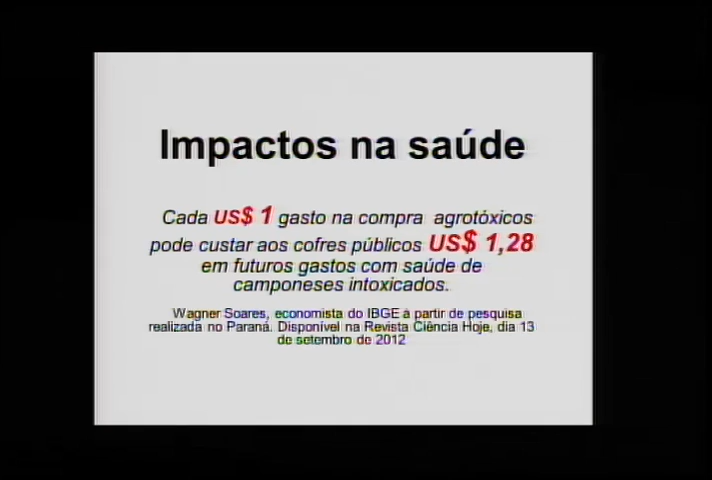 Impactos na saúde
Cada US$ 1 gasto na compra agrotóxicos
pode custar aos cofres públicos US$ 1,28
em futuros gastos com saúde de
camponeses intoxicados.
Wagner Soares, economista do IBGE à partir de pesquisa
realizada no Paraná. Disponível na Revista Ciência Hoje, dia 13
de setembro de 2012